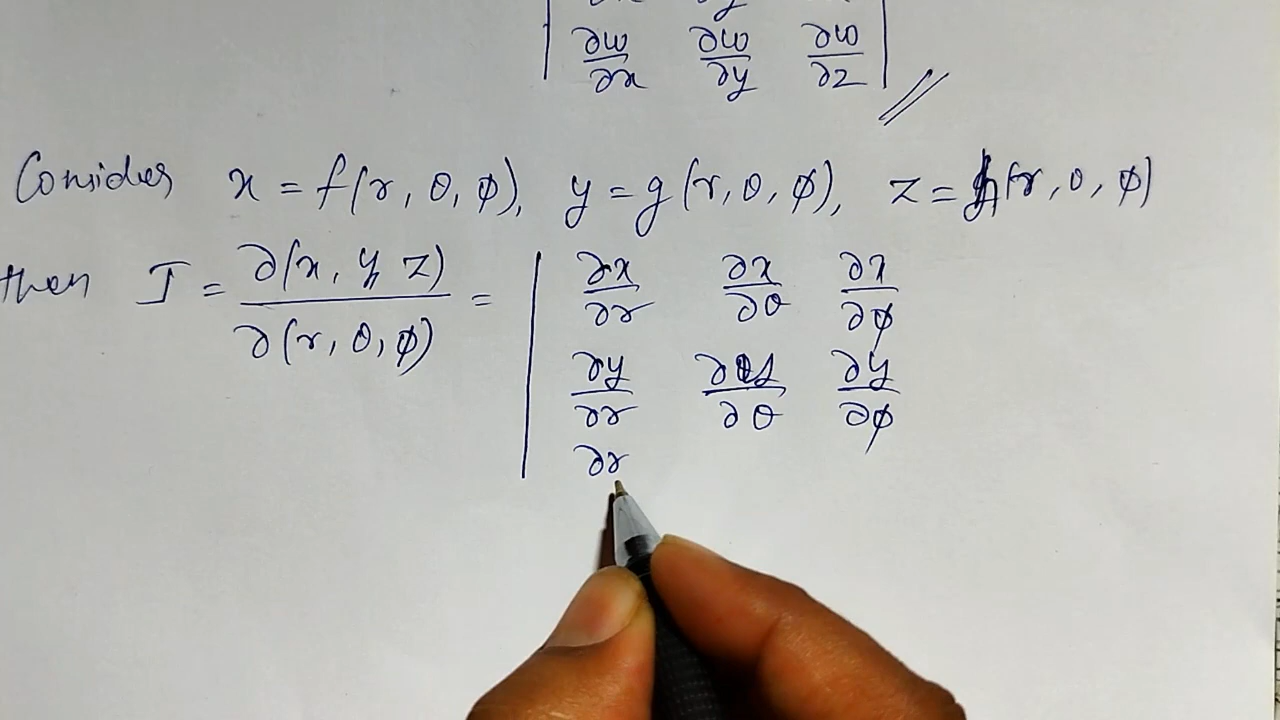 ∂w/∂x ∂w/∂y ∂w/∂z
Consider x = f(r, θ, φ), y = g(r, θ, φ), z = h(r, θ, φ)
then J = ∂(x, y, z)/∂(r, θ, φ) = | ∂x/∂r ∂x/∂θ ∂x/∂φ
∂y/∂r ∂y/∂θ ∂y/∂φ
∂